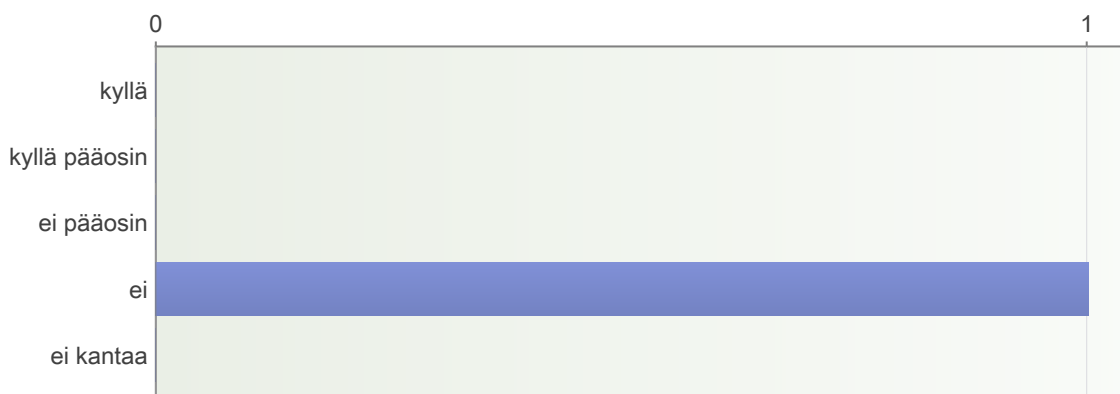 0 1
kyllä
kyllä pääosin
ei pääosin
ei
ei kantaa